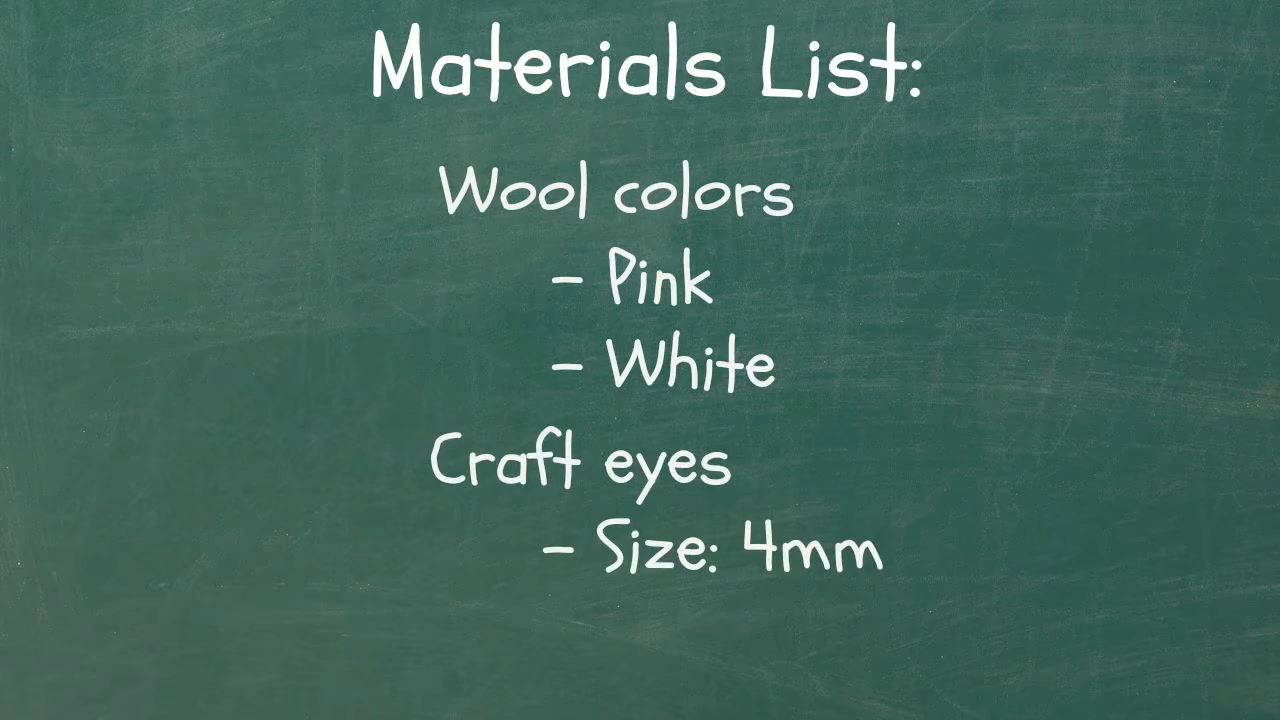 Materials List:
Wool colors
- Pink
- White
Craft eyes
- Size: 4mm